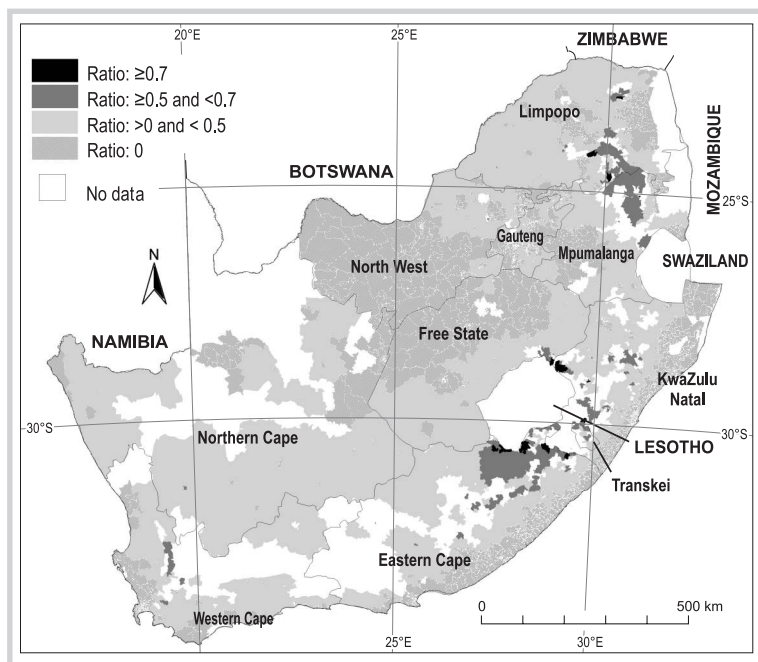 20°E
25°E
ZIMBABWE
Ratio: ≥0.7
Ratio: ≥0.5 and <0.7
Ratio: >0 and < 0.5
Ratio: 0
No data
Limpopo
BOTSWANA
MOZAMBIQUE
25°S
Gauteng
Mpumalanga
North West
SWAZILAND
N
NAMIBIA
Free State
KwaZulu
Natal
30°S
Northern Cape
30°S
LESOTHO
Transkei
Eastern Cape
0
500 km
Western Cape
25°E
30°E